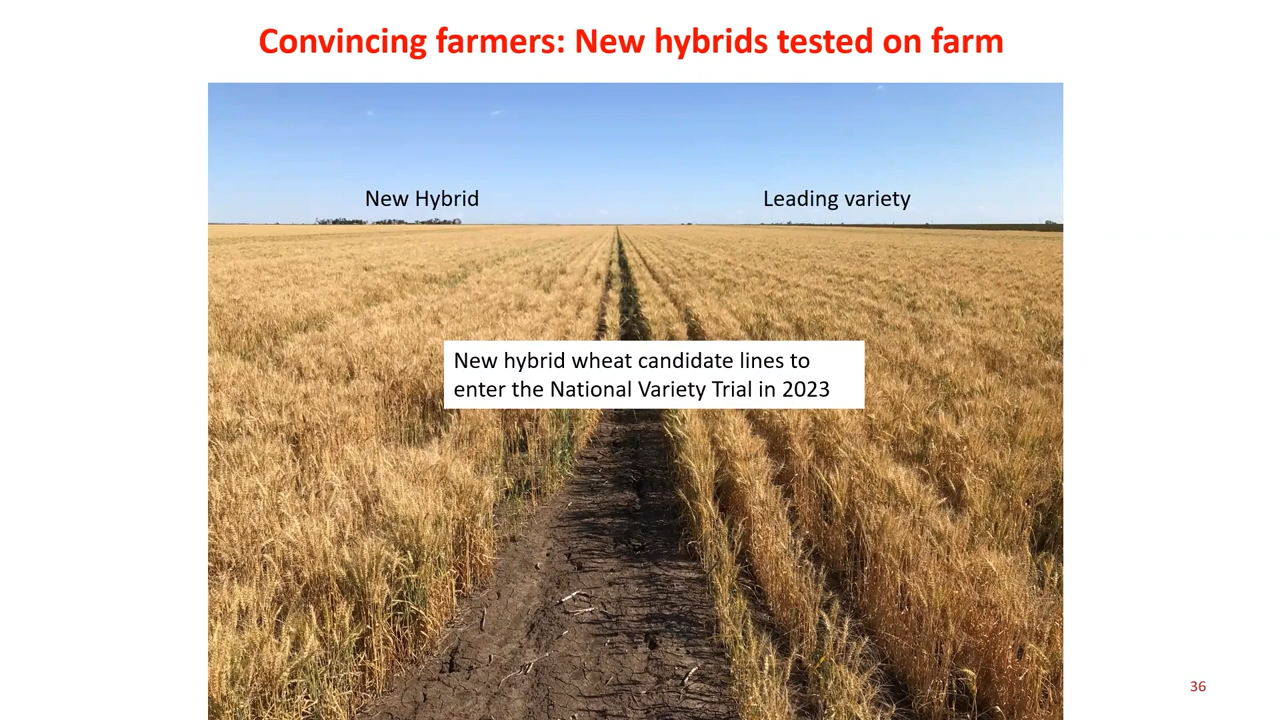 Convincing farmers: New hybrids tested on farm
New Hybrid
Leading variety
New hybrid wheat candidate lines to
enter the National Variety Trial in 2023
36